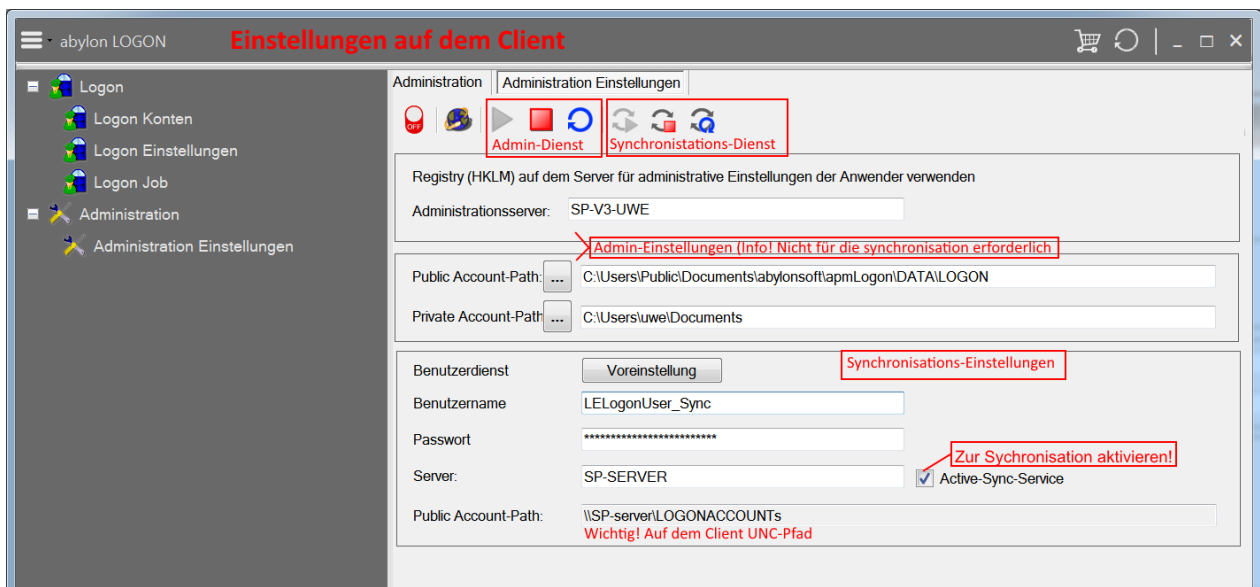 abylon LOGON
Einstellungen auf dem Client
Logon
Logon Konten
Logon Einstellungen
Logon Job
Administration
Administration Einstellungen
Administration
Administration Einstellungen
OFF
Admin-Dienst
Synchronistations-Dienst
Registry (HKLM) auf dem Server für administrative Einstellungen der Anwender verwenden
Administrationsserver: SP-V3-UWE
Admin-Einstellungen (Info! Nicht für die synchronisation erforderlich
Public Account-Path: ... C:\Users\Public\Documents\abylonsoft\apmLogon\DATA\LOGON
Private Account-Path ... C:\Users\uwe\Documents
Synchronisations-Einstellungen
Benutzerdienst Voreinstellung
Benutzername LELogonUser_Sync
Passwort *************************
Zur Sychronisation aktivieren!
Server: SP-SERVER Active-Sync-Service
Public Account-Path: \\SP-server\LOGONACCOUNTs
Wichtig! Auf dem Client UNC-Pfad